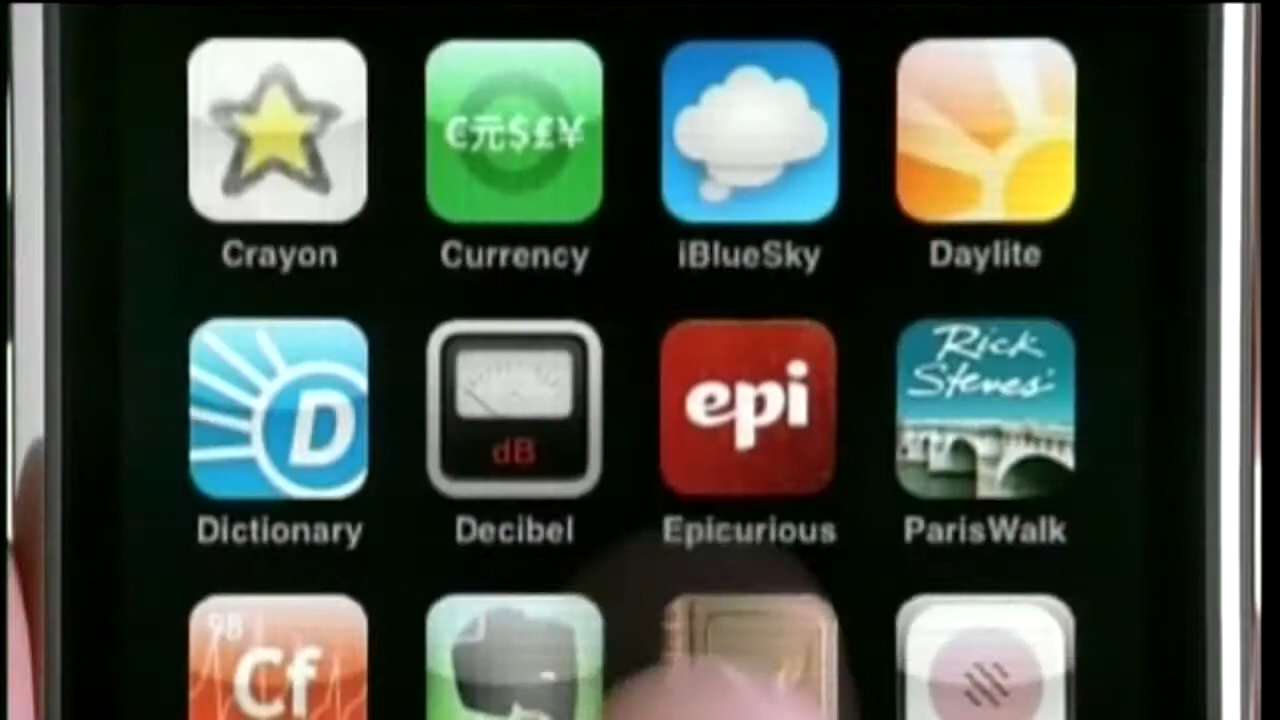 €元$£¥
Crayon
Currency
iBlueSky
Daylite
D
dB
epi
Rick
Steves'
Dictionary
Decibel
Epicurious
ParisWalk
98
Cf